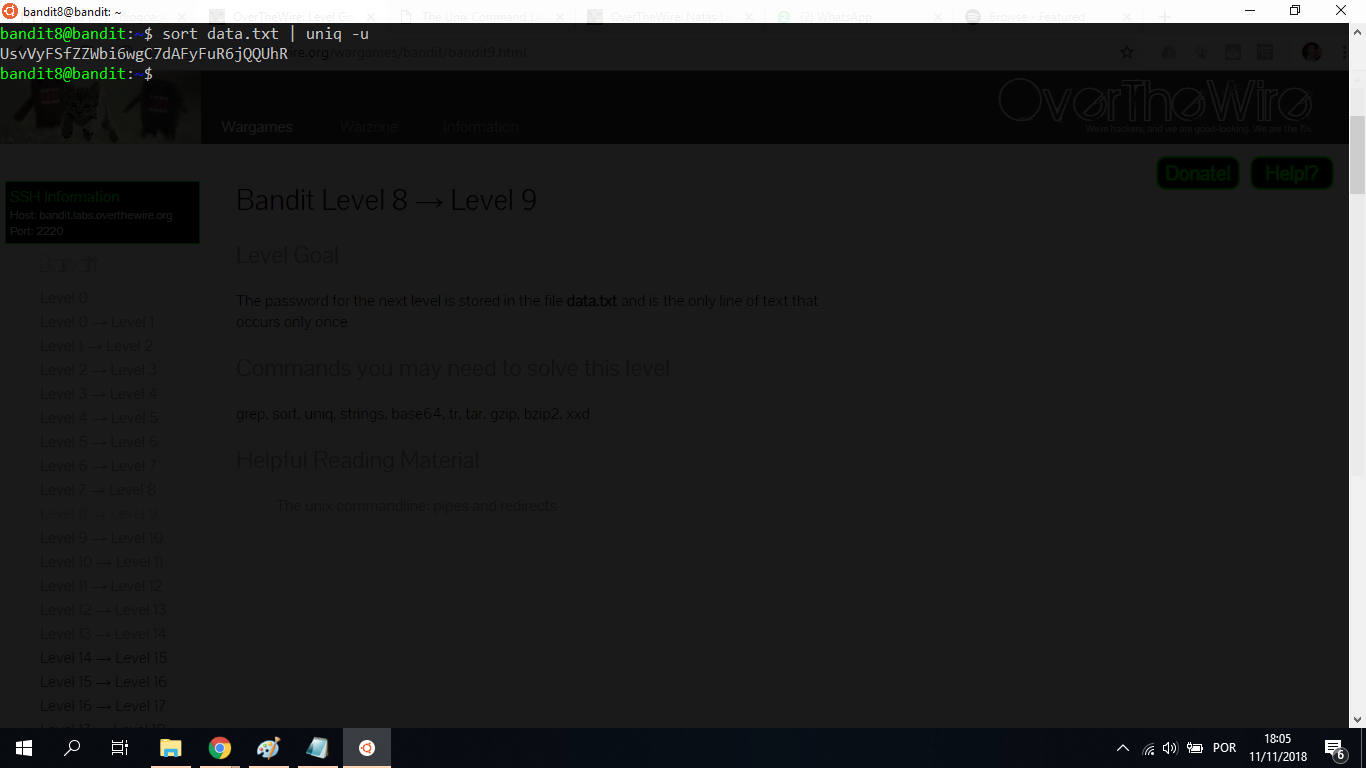 bandit8@bandit: ~
bandit8@bandit:~$ sort data.txt | uniq -u
UsvVyFSfZZWbi6wgC7dAFyFuR6jQQUhR
bandit8@bandit:~$
OverTheWire: Level G
The Unix Command
OverTheWire: Natas L
(2) WhatsApp
Browse - Featured
ire.org/wargames/bandit/bandit9.html
Wargames
Warzone
Information
OverTheWire
We're hackers, and we are good-looking. We are the 1%.
Donate!
Help!?
SSH Information
Host: bandit.labs.overthewire.org
Port: 2220
Bandit
Level 0
Level 0 → Level 1
Level 1 → Level 2
Level 2 → Level 3
Level 3 → Level 4
Level 4 → Level 5
Level 5 → Level 6
Level 6 → Level 7
Level 7 → Level 8
Level 8 → Level 9
Level 9 → Level 10
Level 10 → Level 11
Level 11 → Level 12
Level 12 → Level 13
Level 13 → Level 14
Level 14 → Level 15
Level 15 → Level 16
Level 16 → Level 17
Level 17 → Level 18
Bandit Level 8 → Level 9
Level Goal
The password for the next level is stored in the file data.txt and is the only line of text that
occurs only once
Commands you may need to solve this level
grep, sort, uniq, strings, base64, tr, tar, gzip, bzip2, xxd
Helpful Reading Material
The unix commandline: pipes and redirects
POR
18:05
11/11/2018
6